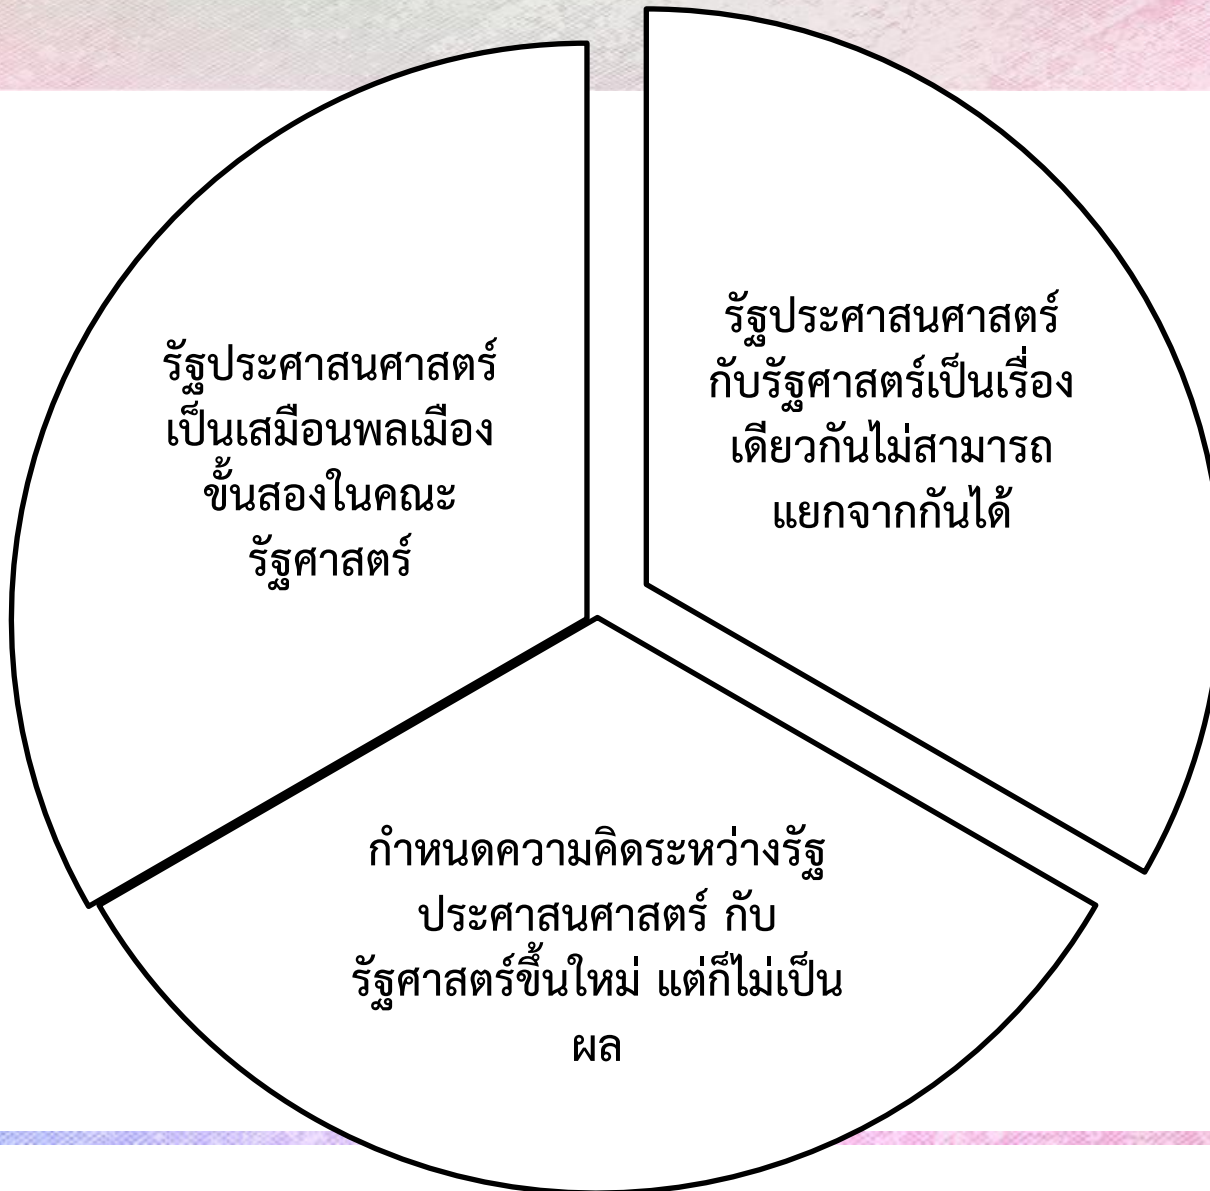 รัฐประศาสนศาสตร์
กับรัฐศาสตร์เป็นเรื่อง
เดียวกันไม่สามารถ
แยกจากกันได้
กำหนดความคิดระหว่างรัฐ
ประศาสนศาสตร์ กับ
รัฐศาสตร์ขึ้นใหม่ แต่ก็ไม่เป็น
ผล
รัฐประศาสนศาสตร์
เป็นเสมือนพลเมือง
ขั้นสองในคณะ
รัฐศาสตร์